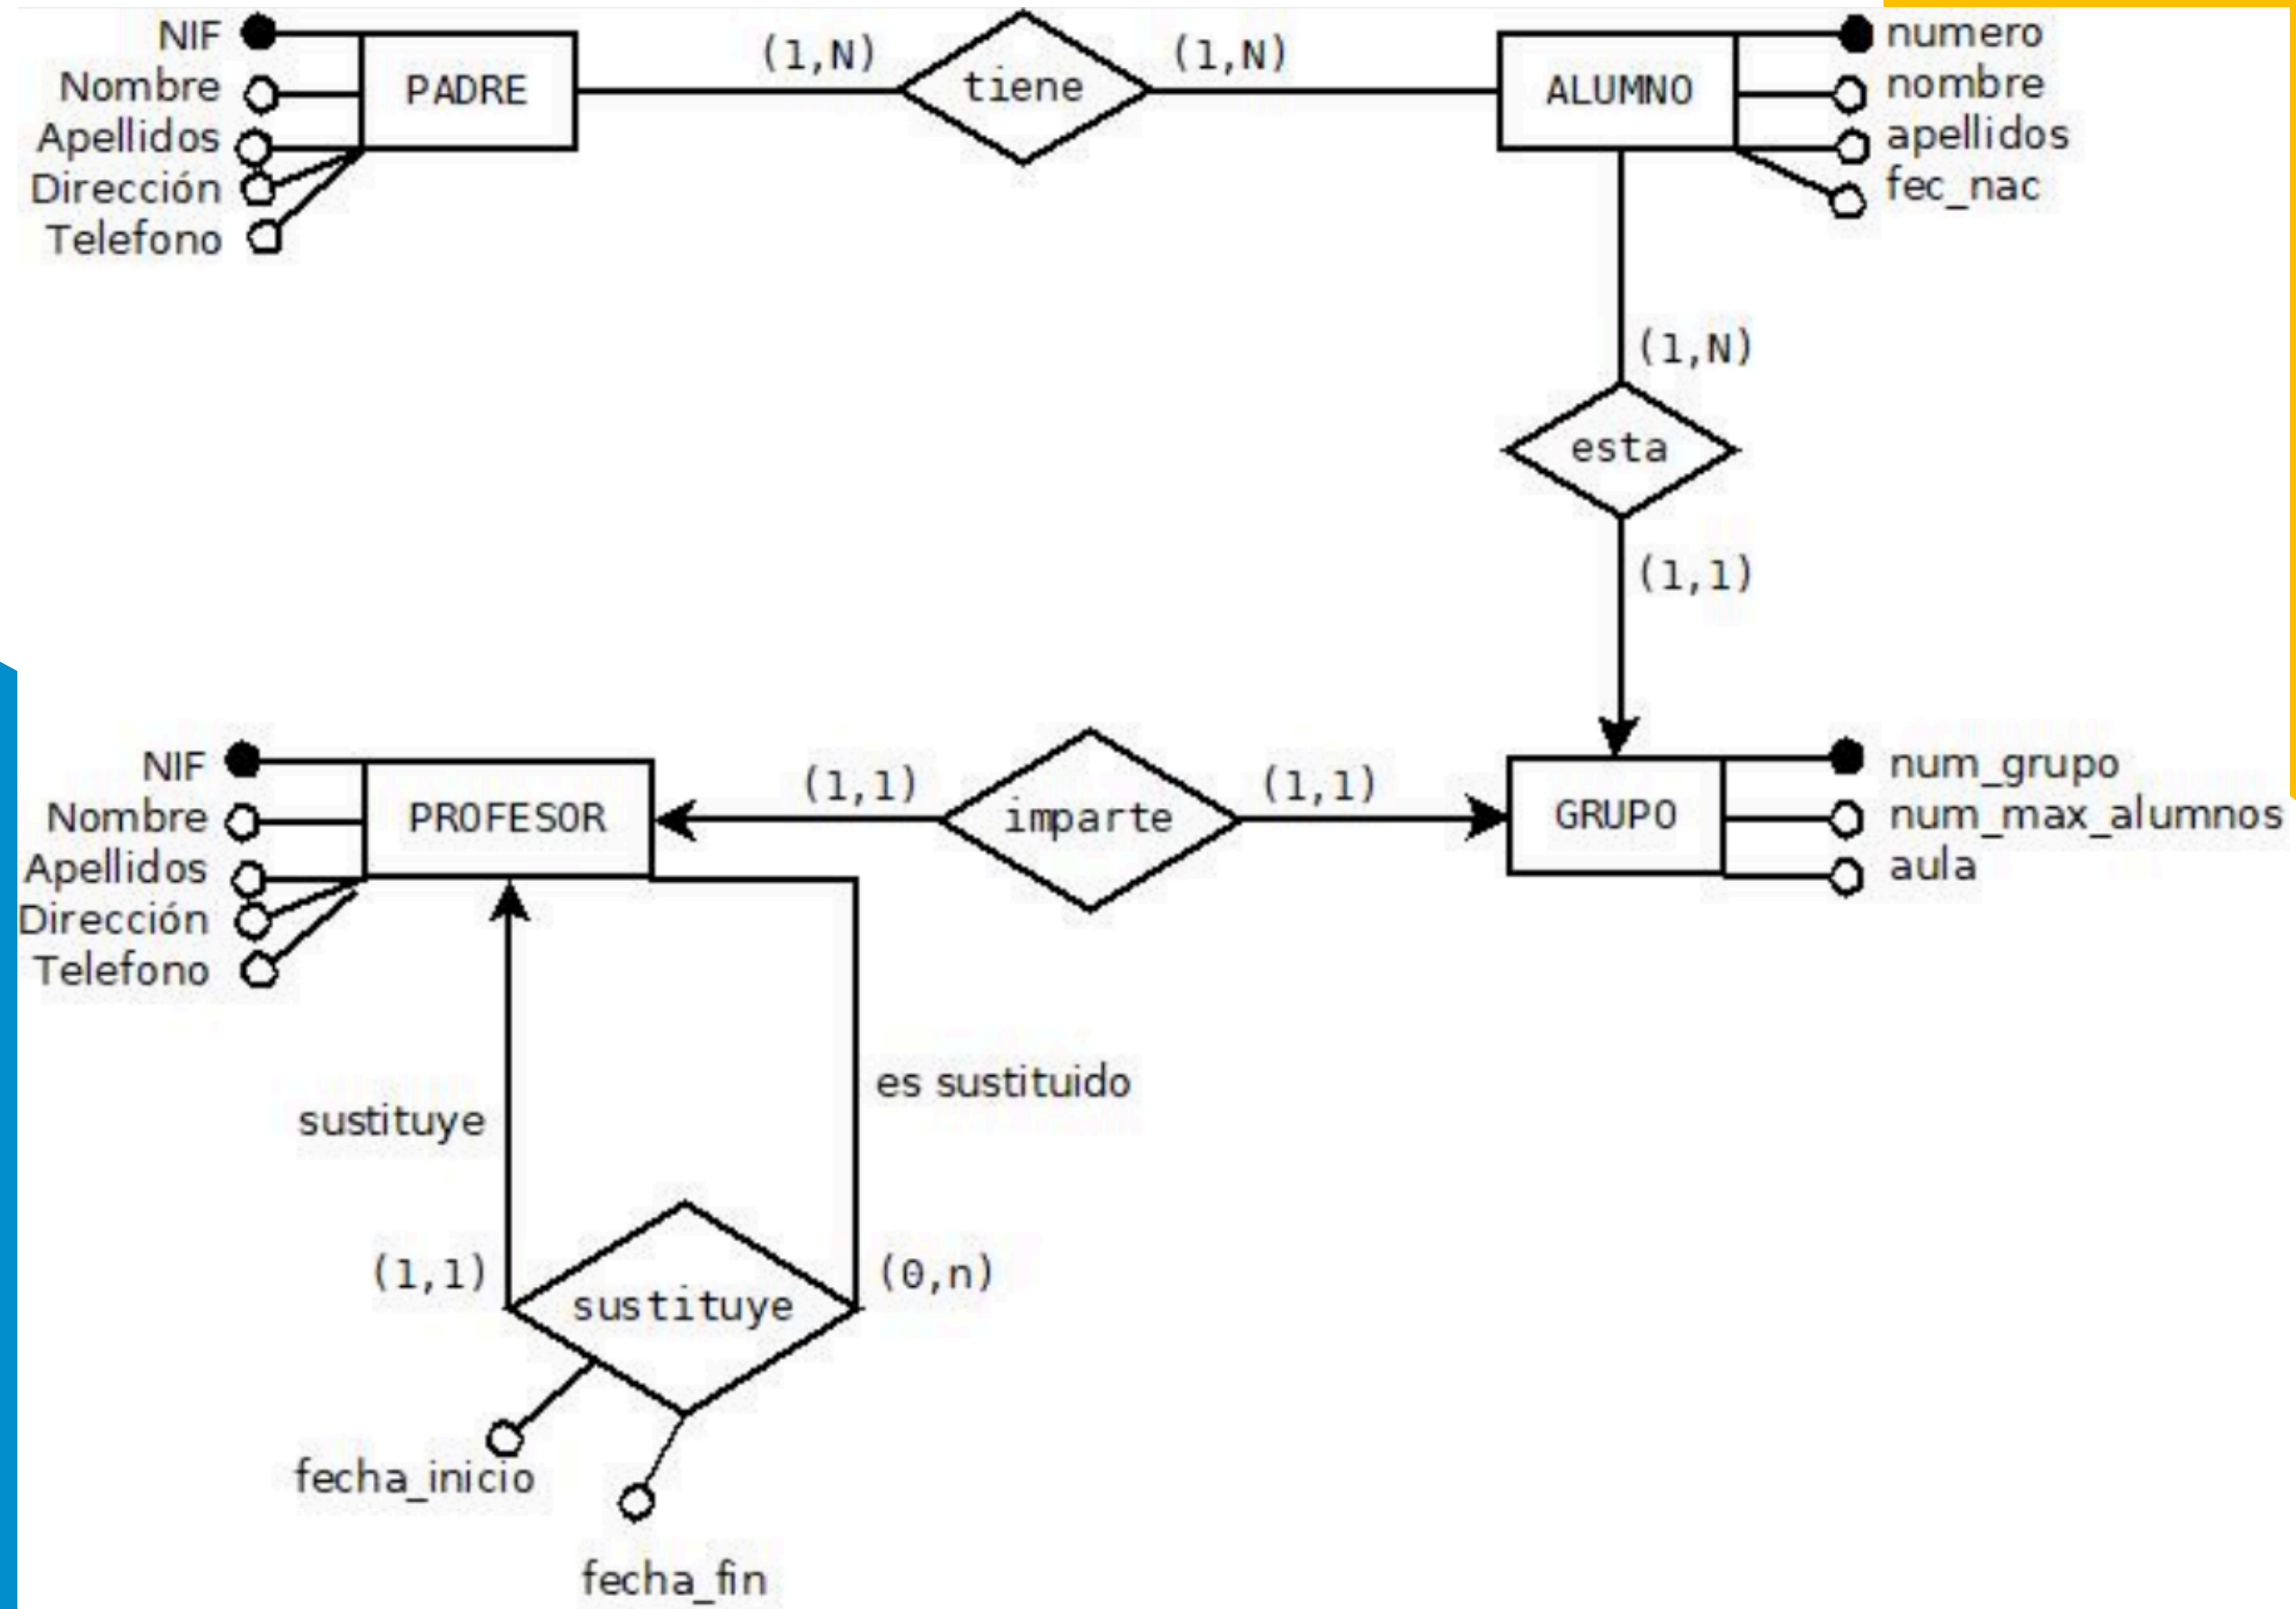 NIF
Nombre
Apellidos
Dirección
Telefono
PADRE
(1,N)
tiene
(1,N)
ALUMNO
numero
nombre
apellidos
fec_nac
(1,N)
esta
(1,1)
NIF
Nombre
Apellidos
Dirección
Telefono
PROFESOR
(1,1)
imparte
(1,1)
GRUPO
num_grupo
num_max_alumnos
aula
sustituye
es sustituido
(1,1)
sustituye
(0,n)
fecha_inicio
fecha_fin